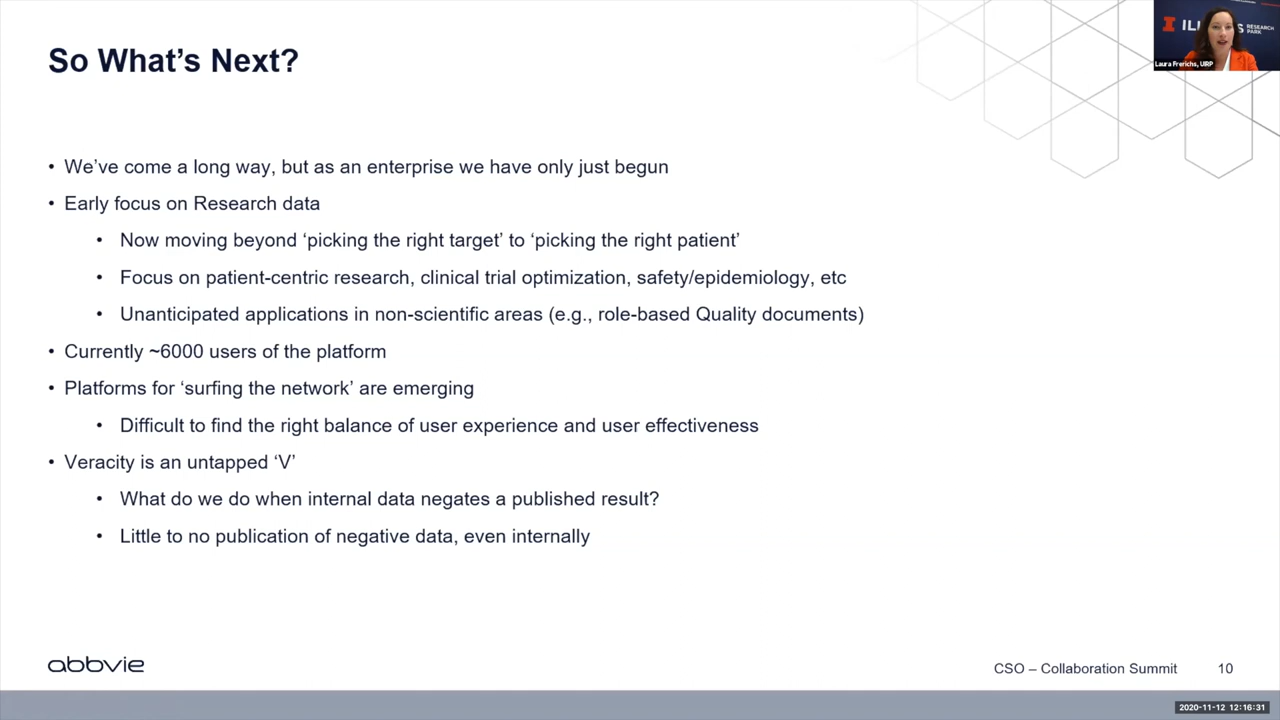 So What’s Next?
ILLINOIS RESEARCH
PARK
Laura Frerichs, UIRP
• We’ve come a long way, but as an enterprise we have only just begun
• Early focus on Research data
• Now moving beyond ‘picking the right target’ to ‘picking the right patient’
• Focus on patient-centric research, clinical trial optimization, safety/epidemiology, etc
• Unanticipated applications in non-scientific areas (e.g., role-based Quality documents)
• Currently ~6000 users of the platform
• Platforms for ‘surfing the network’ are emerging
• Difficult to find the right balance of user experience and user effectiveness
• Veracity is an untapped ‘V’
• What do we do when internal data negates a published result?
• Little to no publication of negative data, even internally
abbvie
CSO – Collaboration Summit 10
2020-11-12 12:16:31